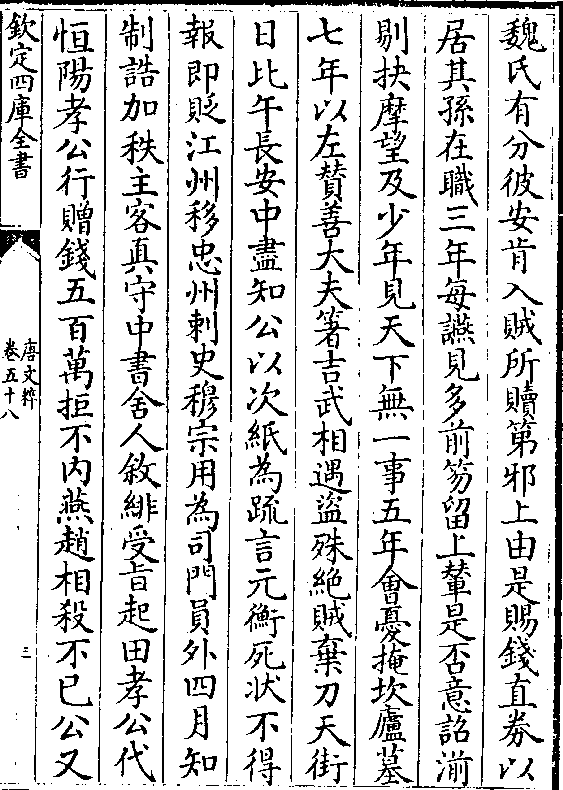 魏氏有分彼安肯入賊所贖第邪上由是賜錢直券以
居其孫在職三年每讌見多前笏留上輦是否意詔湔
剔抉摩望及少年見天下無一事五年會憂掩坎廬墓
七年以左賛善大夫著吉武相遇盜殊絶賊棄刀天街
日比午長安中盡知公以次紙為疏言元衡死状不得
報即貶江州移忠州刺史穆宗用為司門員外四月知
制誥加秩主客真守中書舍人敘緋受旨起田孝公代
恒陽孝公行贈錢五百萬拒不内燕趙相殺不已公又
欽定四庫全書
唐文粹
卷五十八
三